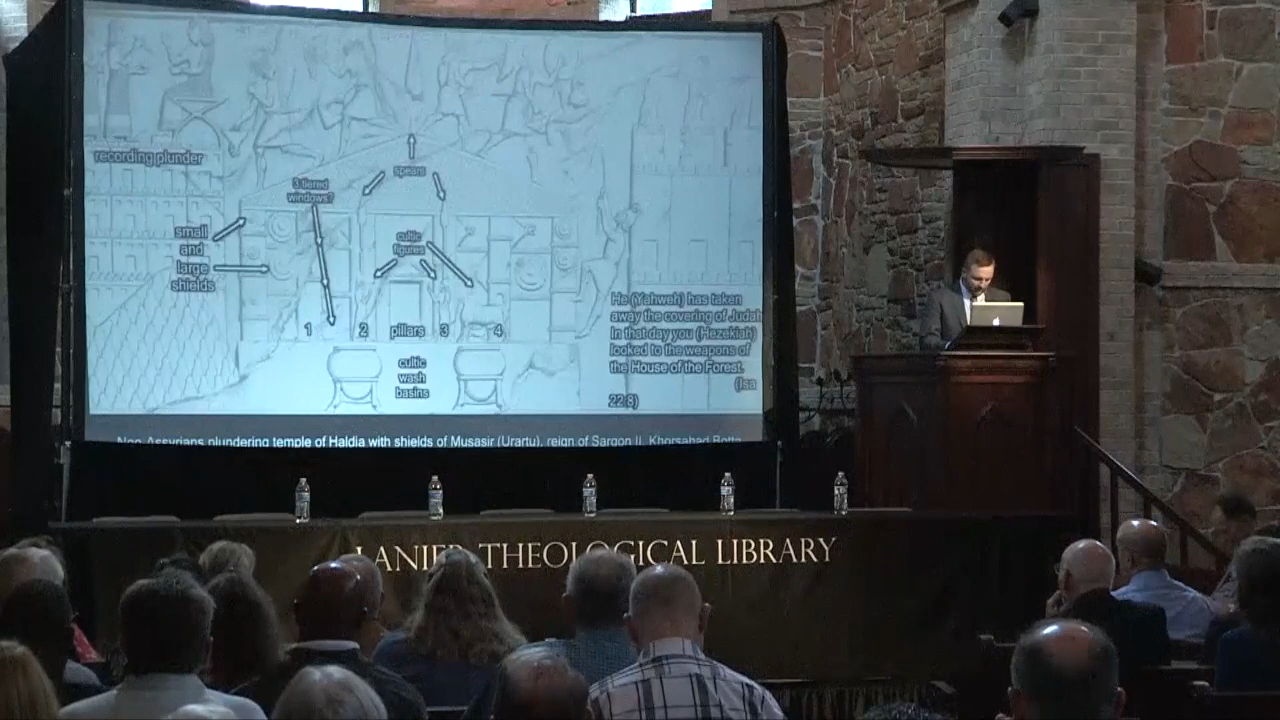 recording plunder
spears
3 tiered
windows?
small
and
large
shields
cultic
figures
He (Yahweh) has taken
away the covering of Judah
In that day you (Hezekiah)
looked to the weapons of
the House of the Forest.
(Isa
22:8)
1 2 pillars 3 4
cultic
wash
basins
Neo-Assyrians plundering temple of Haldia with shields of Musasir (Urartu), reign of Sargon II, Khorsabad Botta
LANIER THEOLOGICAL LIBRARY